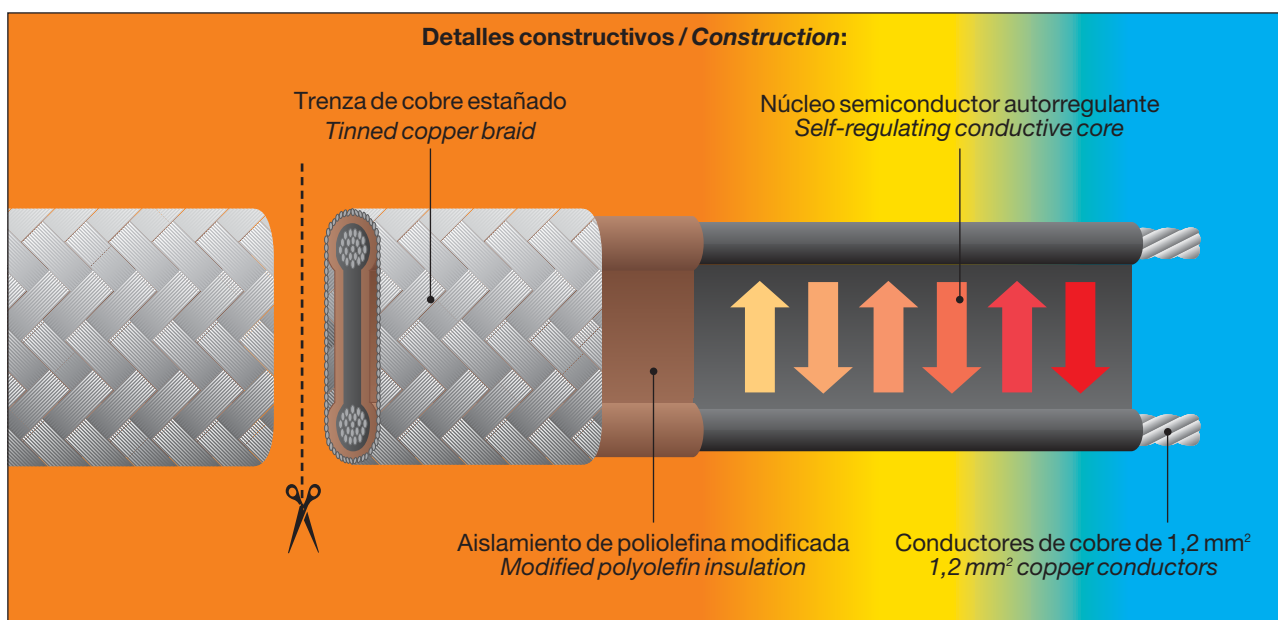 Detalles constructivos / Construction:
Trenza de cobre estañado
Tinned copper braid
Núcleo semiconductor autorregulante
Self-regulating conductive core
Aislamiento de poliolefina modificada
Modified polyolefin insulation
Conductores de cobre de 1,2 mm²
1,2 mm² copper conductors